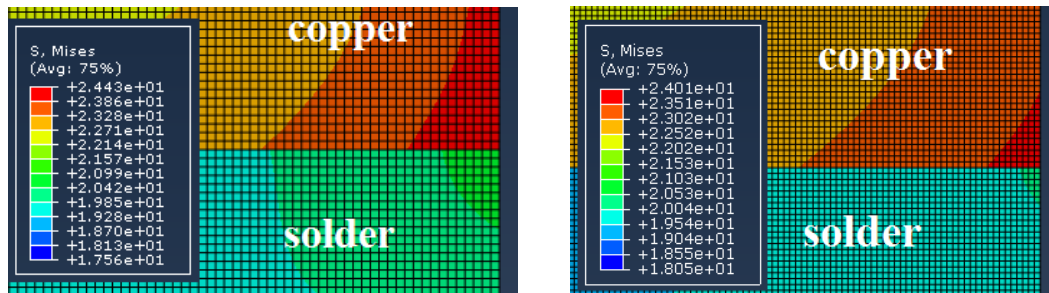 copper
S, Mises
(Avg: 75%)
+2.443e+01
+2.386e+01
+2.328e+01
+2.271e+01
+2.214e+01
+2.157e+01
+2.099e+01
+2.042e+01
+1.985e+01
+1.928e+01
+1.870e+01
+1.813e+01
+1.756e+01
solder
copper
S, Mises
(Avg: 75%)
+2.401e+01
+2.351e+01
+2.302e+01
+2.252e+01
+2.202e+01
+2.153e+01
+2.103e+01
+2.053e+01
+2.004e+01
+1.954e+01
+1.904e+01
+1.855e+01
+1.805e+01
solder